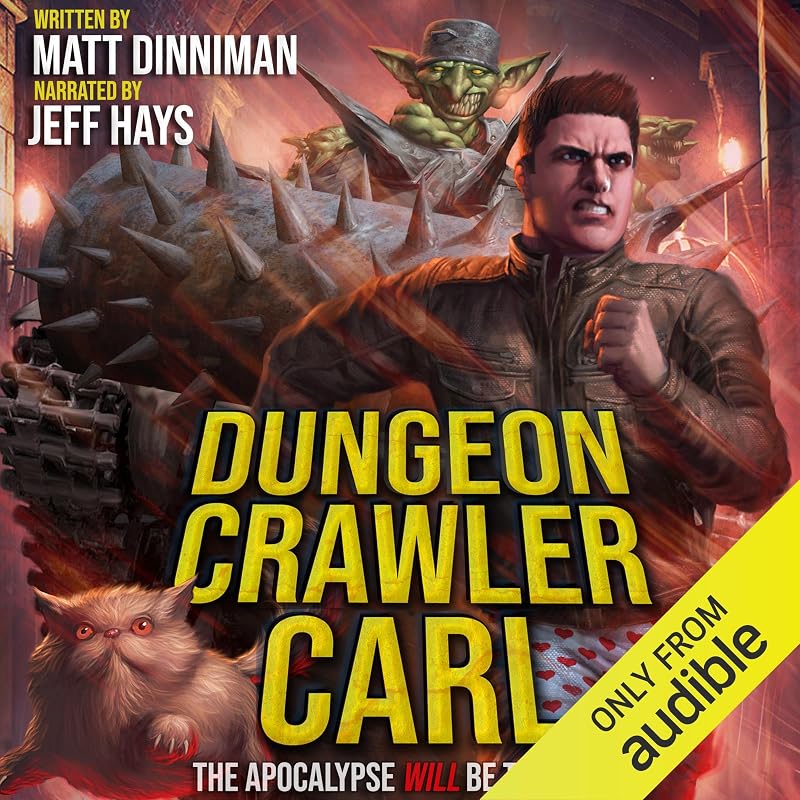 WRITTEN BY
MATT DINNIMAN
NARRATED BY
JEFF HAYS
DUNGEON
CRAWLER
CARL
THE APOCALYPSE WILL BE
ONLY FROM
audible